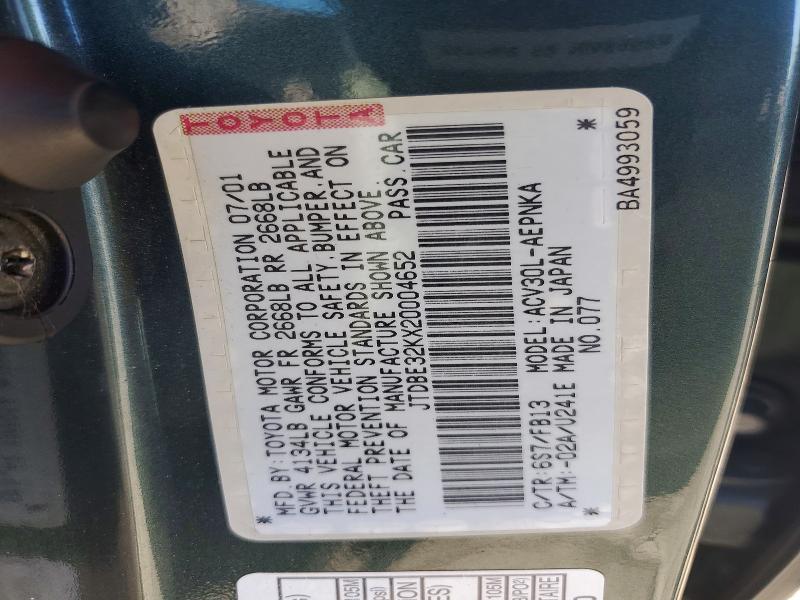 TOYOTA
MFD. BY: TOYOTA MOTOR CORPORATION 07/01
GVWR 4134LB GAWR FR 2668LB RR 2668LB
THIS VEHICLE CONFORMS TO ALL APPLICABLE
FEDERAL MOTOR VEHICLE SAFETY, BUMPER, AND
THEFT PREVENTION STANDARDS IN EFFECT ON
THE DATE OF MANUFACTURE SHOWN ABOVE.
JTDBE32KX20004652 PASS. CAR
* *
C/TR: 6S7/FB13 MODEL: ACV30L-AEPNKA
A/TM: -02A/U241E MADE IN JAPAN
NO. 077
BA4993059
105M
105M
TAIRE